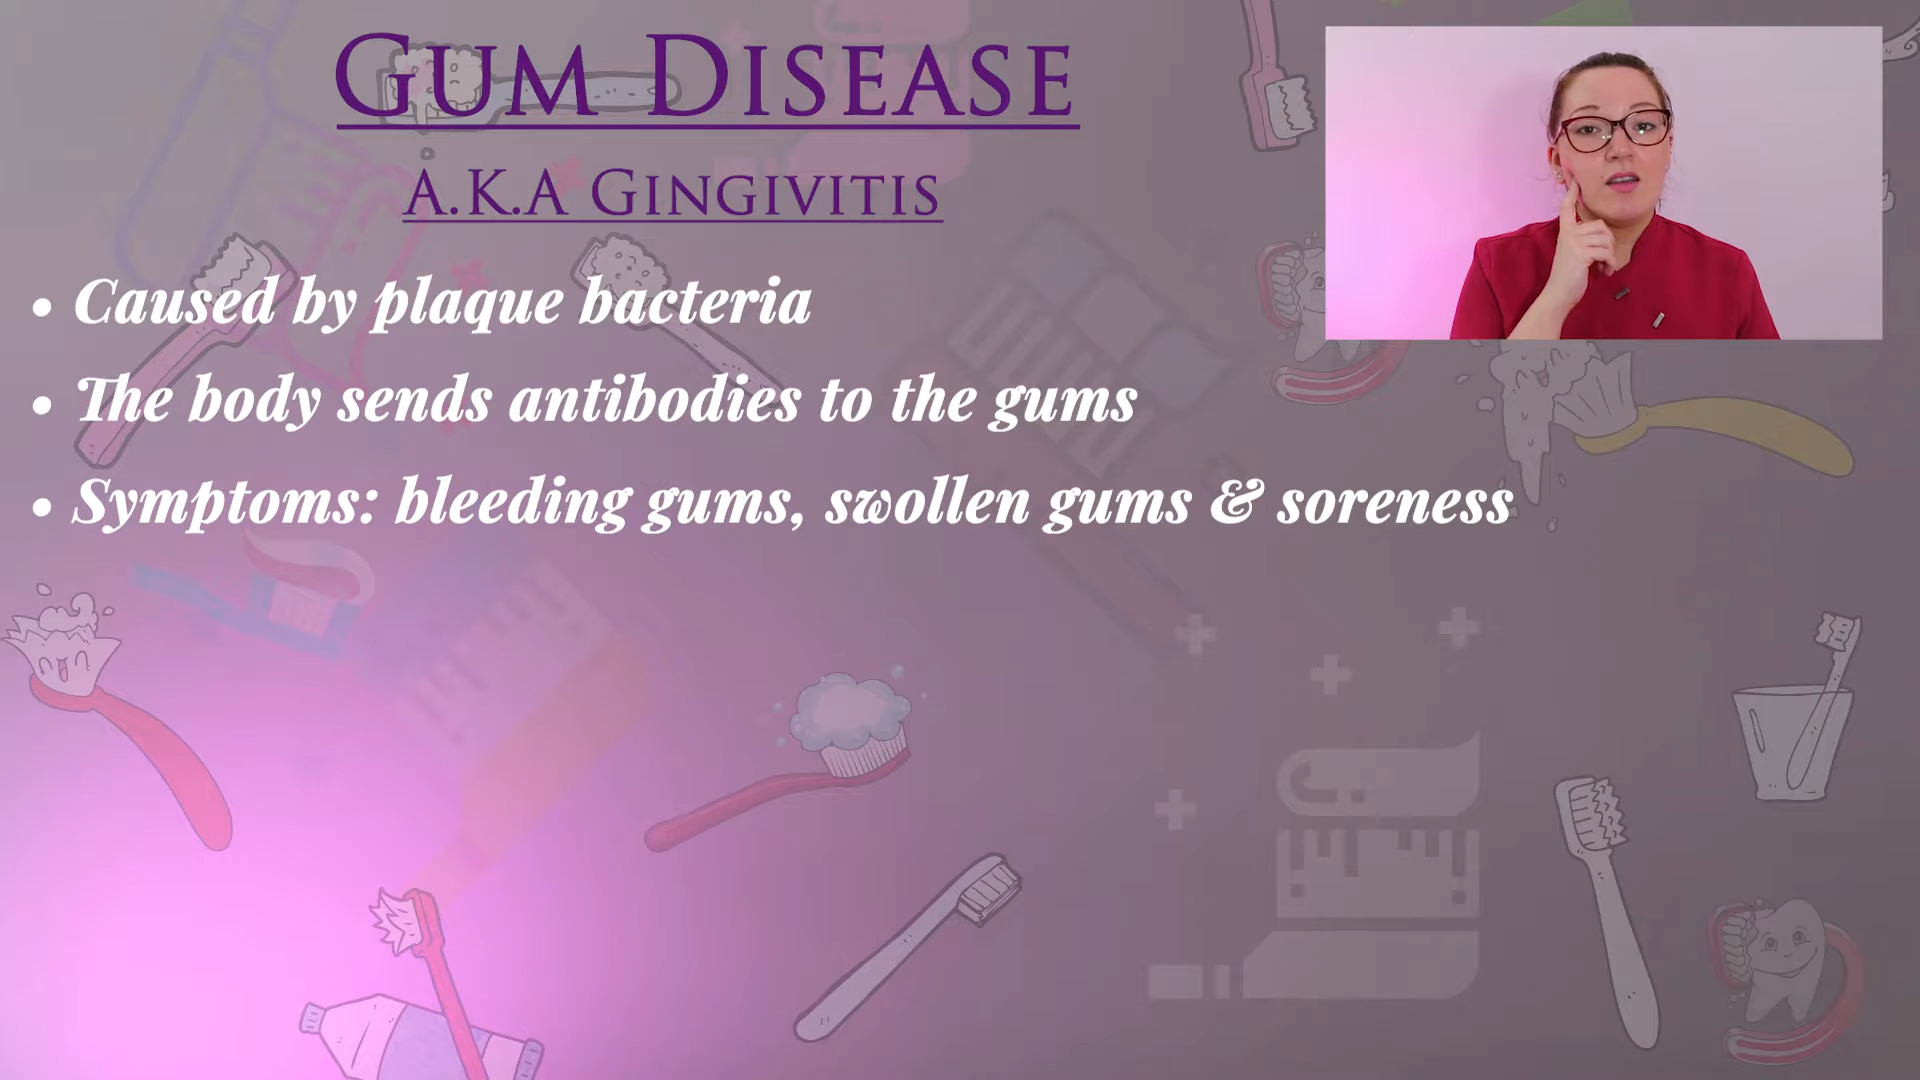 Gum Disease
A.K.A Gingivitis
• Caused by plaque bacteria
• The body sends antibodies to the gums
• Symptoms: bleeding gums, swollen gums & soreness